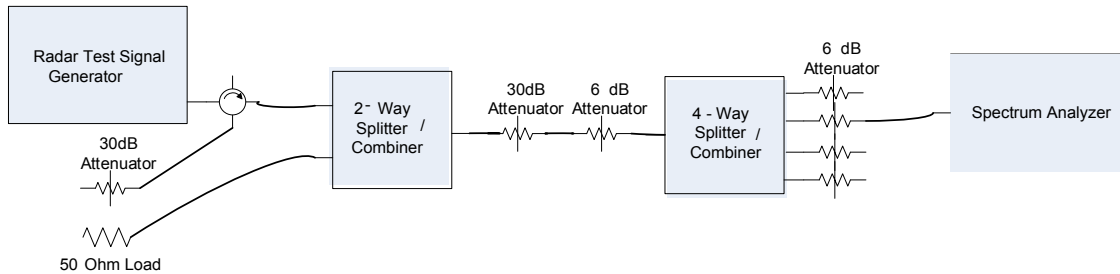 Radar Test Signal
Generator
30dB
Attenuator
50 Ohm Load
2- Way
Splitter /
Combiner
30dB
Attenuator
6 dB
Attenuator
4 - Way
Splitter /
Combiner
6 dB
Attenuator
Spectrum Analyzer